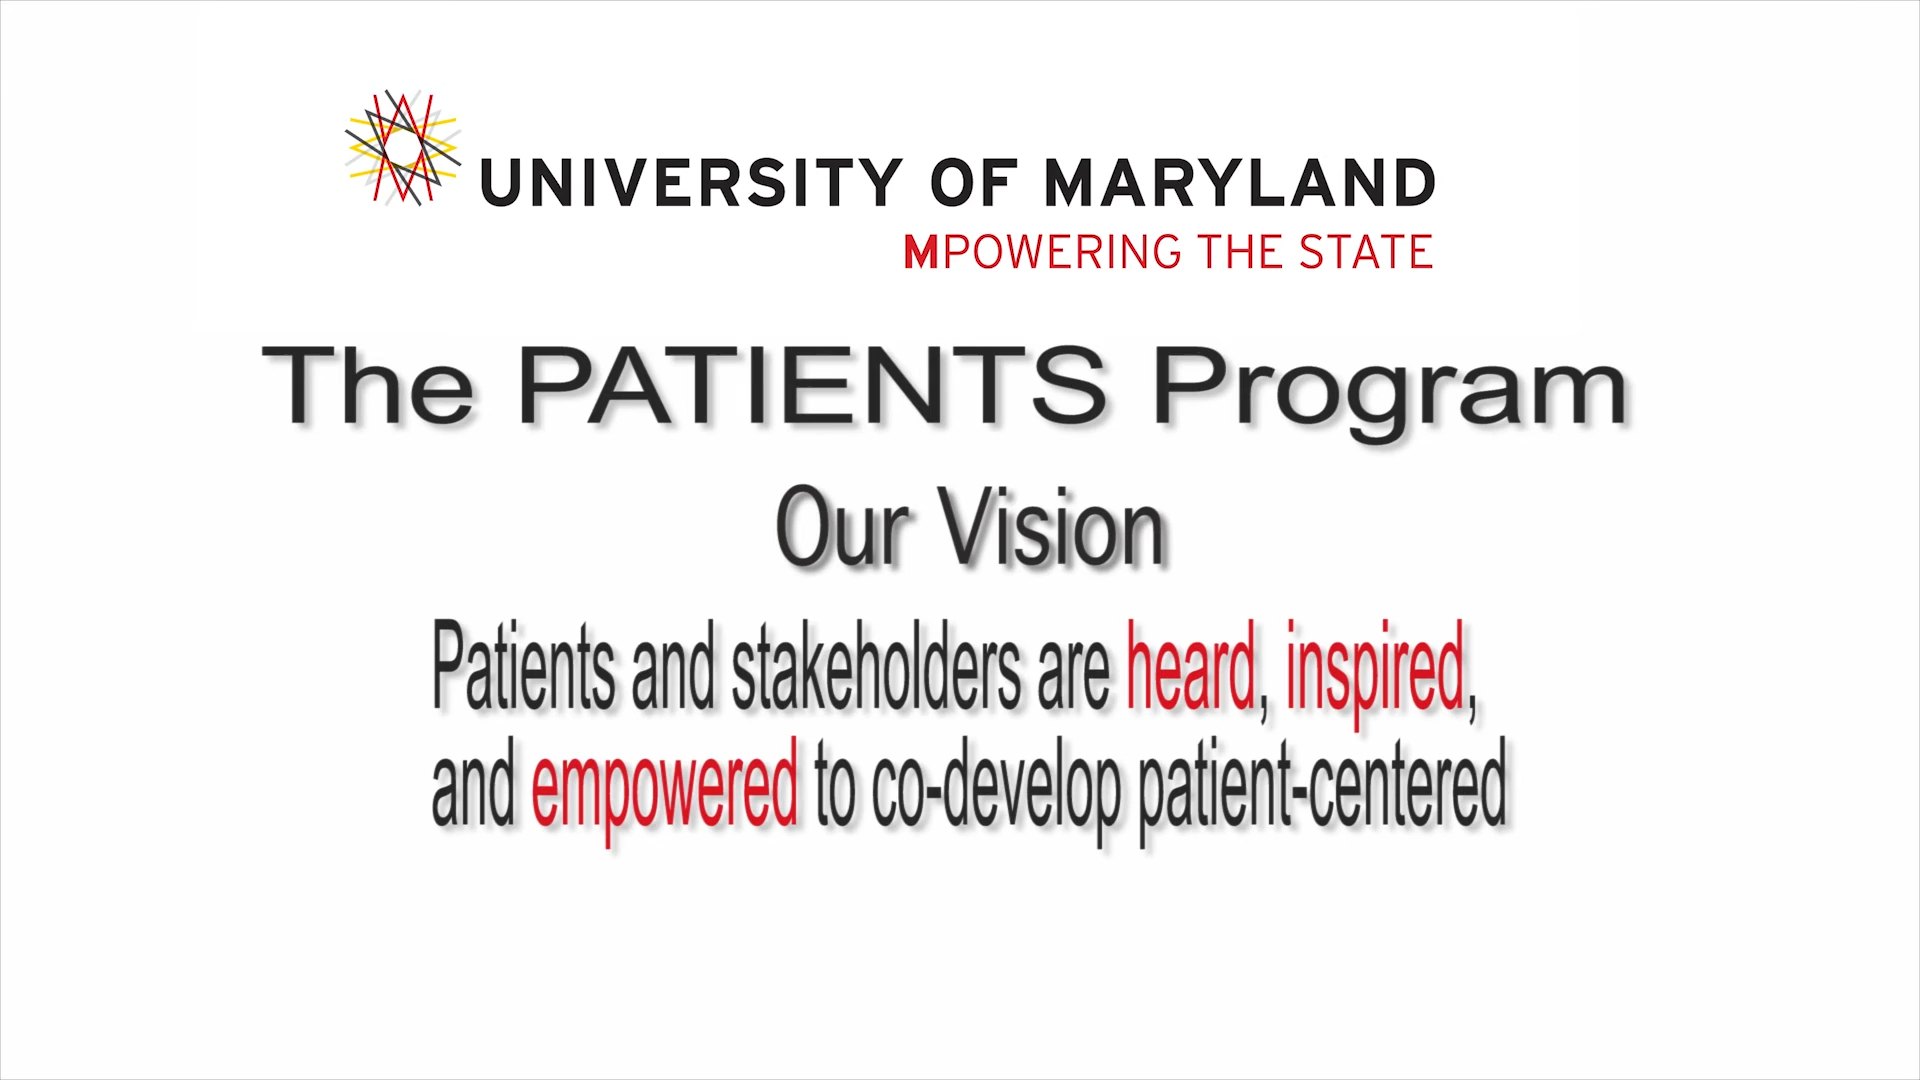 UNIVERSITY OF MARYLAND
MPOWERING THE STATE
The PATIENTS Program
Our Vision
Patients and stakeholders are heard, inspired,
and empowered to co-develop patient-centered